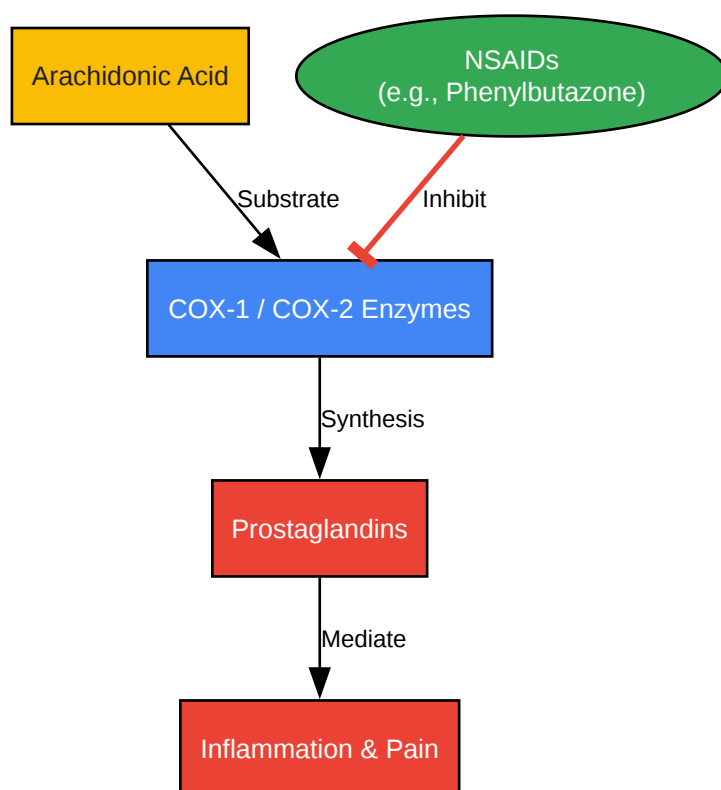 Arachidonic Acid
NSAIDs
(e.g., Phenylbutazone)
Substrate
Inhibit
COX-1 / COX-2 Enzymes
Synthesis
Prostaglandins
Mediate
Inflammation & Pain